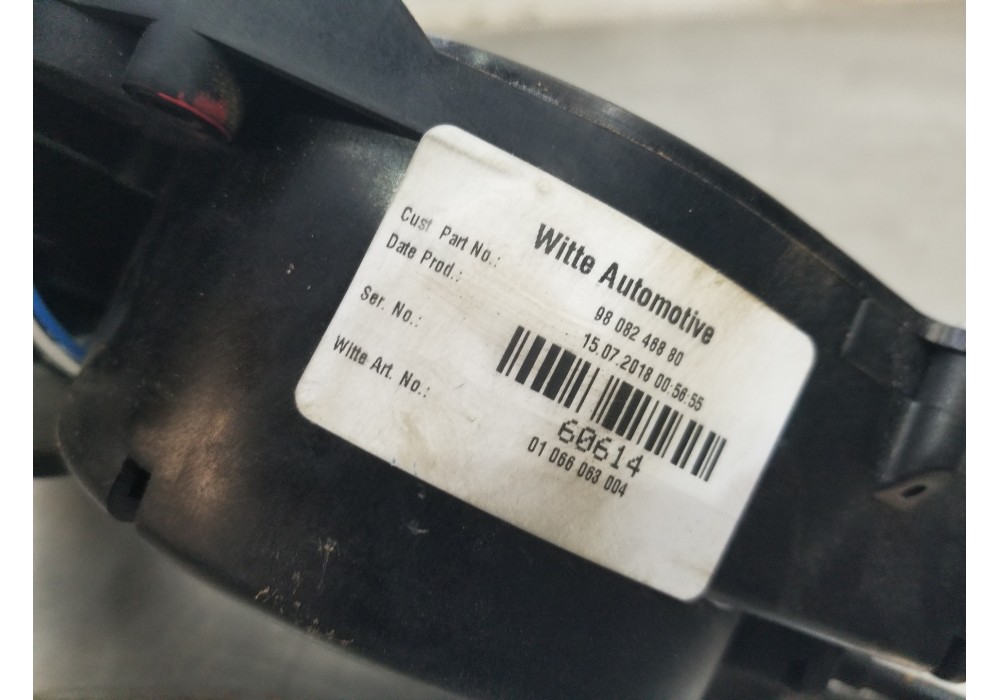 Witte Automotive
Cust Part No.: 98 082 468 80
Date Prod.: 15.07.2018 00:56:55
Ser. No.:
60614
Witte Art. No.: 01 066 063 004